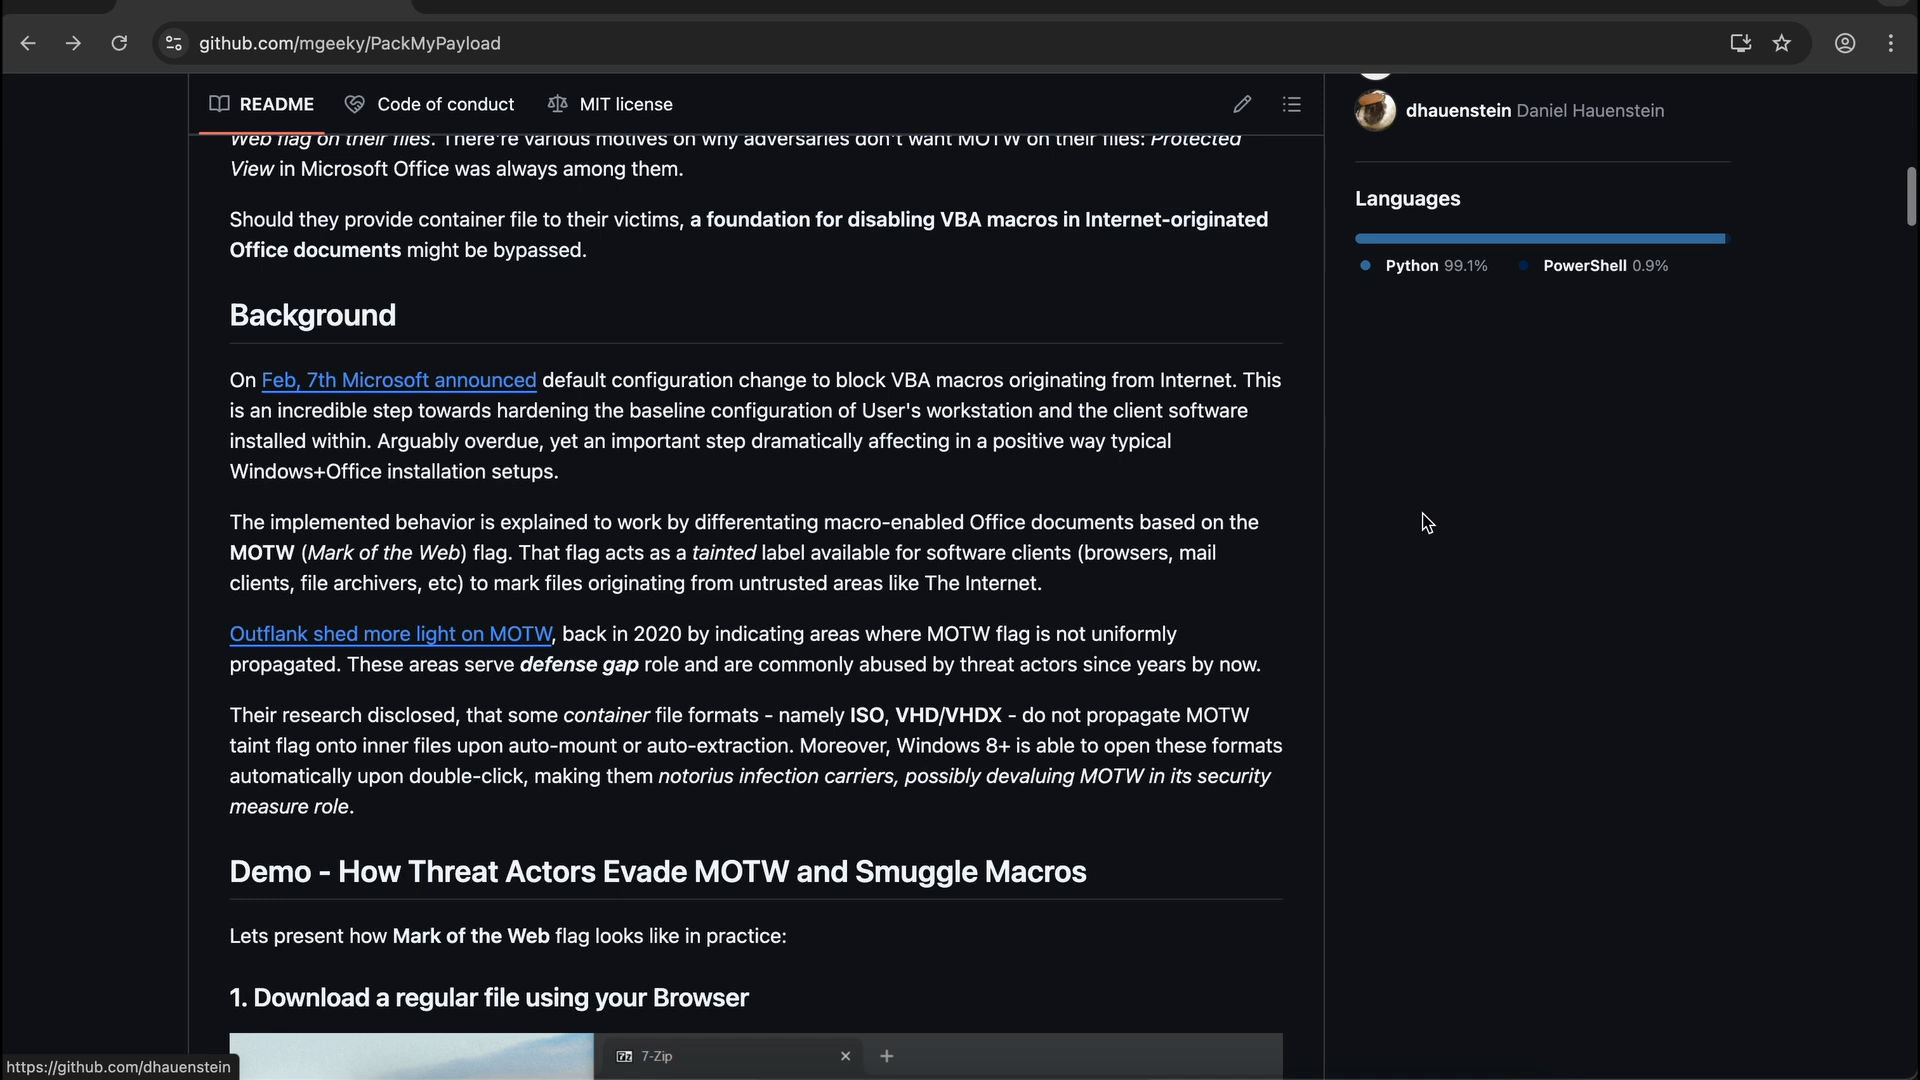 github.com/mgeeky/PackMyPayload
README
Code of conduct
MIT license
dhauenstein Daniel Hauenstein
Web flag on their files. There're various motives on why adversaries don't want MOTW on their files: Protected
View in Microsoft Office was always among them.
Should they provide container file to their victims, a foundation for disabling VBA macros in Internet-originated
Office documents might be bypassed.
Languages
Python 99.1%
PowerShell 0.9%
Background
On Feb, 7th Microsoft announced default configuration change to block VBA macros originating from Internet. This
is an incredible step towards hardening the baseline configuration of User's workstation and the client software
installed within. Arguably overdue, yet an important step dramatically affecting in a positive way typical
Windows+Office installation setups.
The implemented behavior is explained to work by differentating macro-enabled Office documents based on the
MOTW (Mark of the Web) flag. That flag acts as a tainted label available for software clients (browsers, mail
clients, file archivers, etc) to mark files originating from untrusted areas like The Internet.
Outflank shed more light on MOTW, back in 2020 by indicating areas where MOTW flag is not uniformly
propagated. These areas serve defense gap role and are commonly abused by threat actors since years by now.
Their research disclosed, that some container file formats - namely ISO, VHD/VHDX - do not propagate MOTW
taint flag onto inner files upon auto-mount or auto-extraction. Moreover, Windows 8+ is able to open these formats
automatically upon double-click, making them notorius infection carriers, possibly devaluing MOTW in its security
measure role.
Demo - How Threat Actors Evade MOTW and Smuggle Macros
Lets present how Mark of the Web flag looks like in practice:
1. Download a regular file using your Browser
7-Zip
https://github.com/dhauenstein